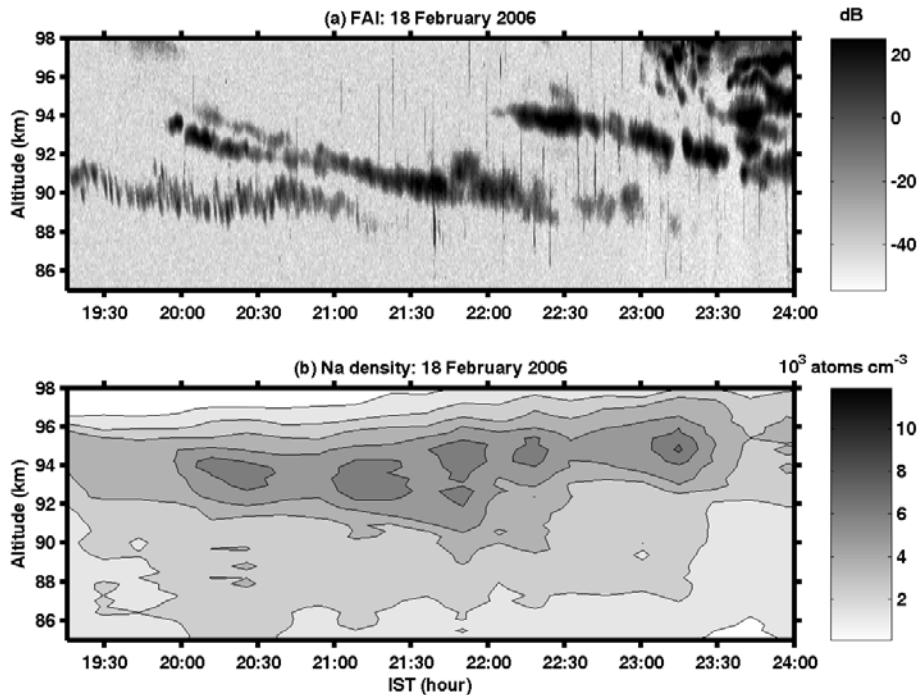 (a) FAI: 18 February 2006
dB
Altitude (km)
98
96
94
92
90
88
86
19:30 20:00 20:30 21:00 21:30 22:00 22:30 23:00 23:30 24:00
20
0
-20
-40
(b) Na density: 18 February 2006
10³ atoms cm⁻³
Altitude (km)
98
96
94
92
90
88
86
19:30 20:00 20:30 21:00 21:30 22:00 22:30 23:00 23:30 24:00
IST (hour)
10
8
6
4
2